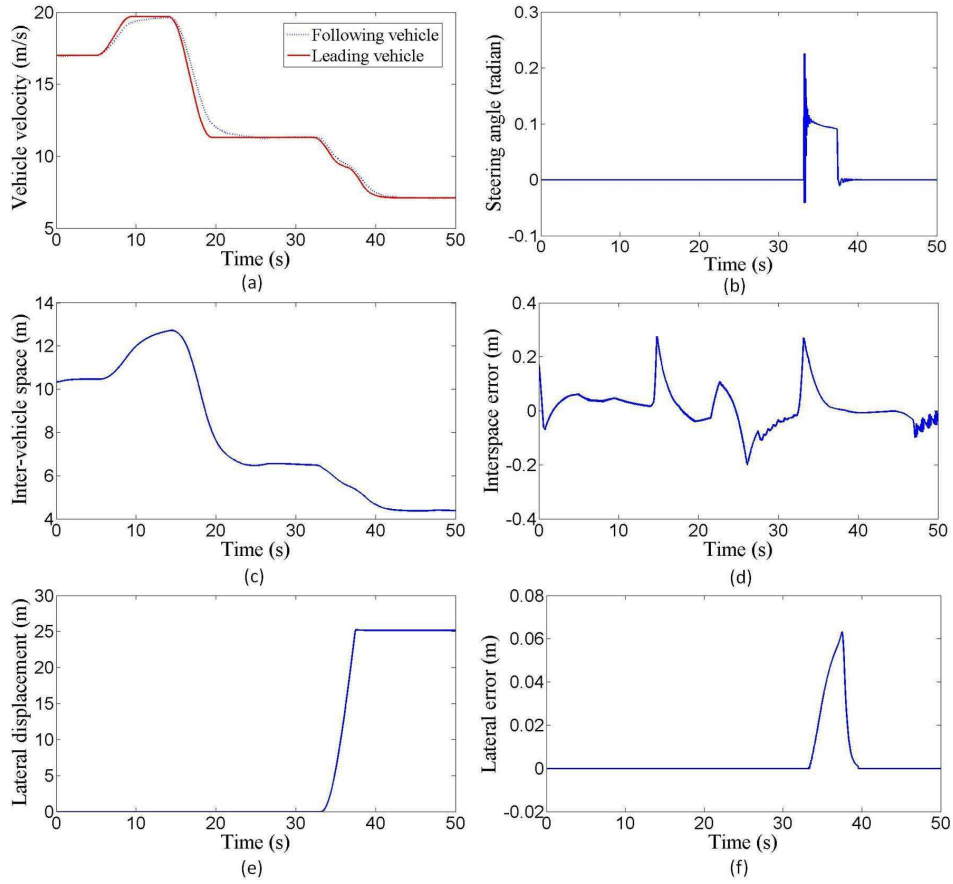 20
15
10
5
Vehicle velocity (m/s)
Following vehicle
Leading vehicle
0 10 20 30 40 50
Time (s)
(a)
0.3
0.2
0.1
0
-0.1
Steering angle (radian)
0 10 20 30 40 50
Time (s)
(b)
14
12
10
8
6
4
Inter-vehicle space (m)
0 10 20 30 40 50
Time (s)
(c)
0.4
0.2
0
-0.2
-0.4
Interspace error (m)
0 10 20 30 40 50
Time (s)
(d)
30
25
20
15
10
5
0
Lateral displacement (m)
0 10 20 30 40 50
Time (s)
(e)
0.08
0.06
0.04
0.02
0
-0.02
Lateral error (m)
0 10 20 30 40 50
Time (s)
(f)